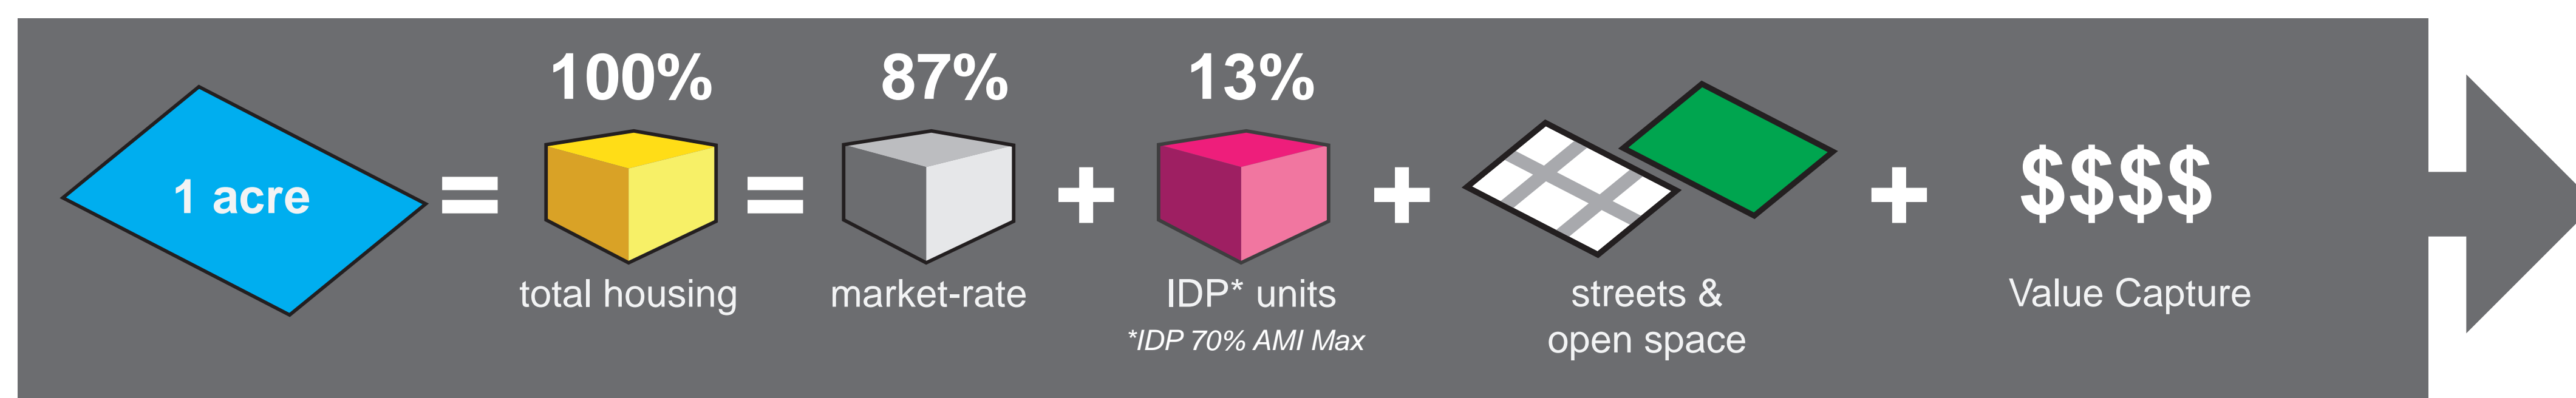 100% 87% 13%
1 acre = = + + + $$$$
total housing market-rate IDP* units streets & Value Capture
*IDP 70% AMI Max open space